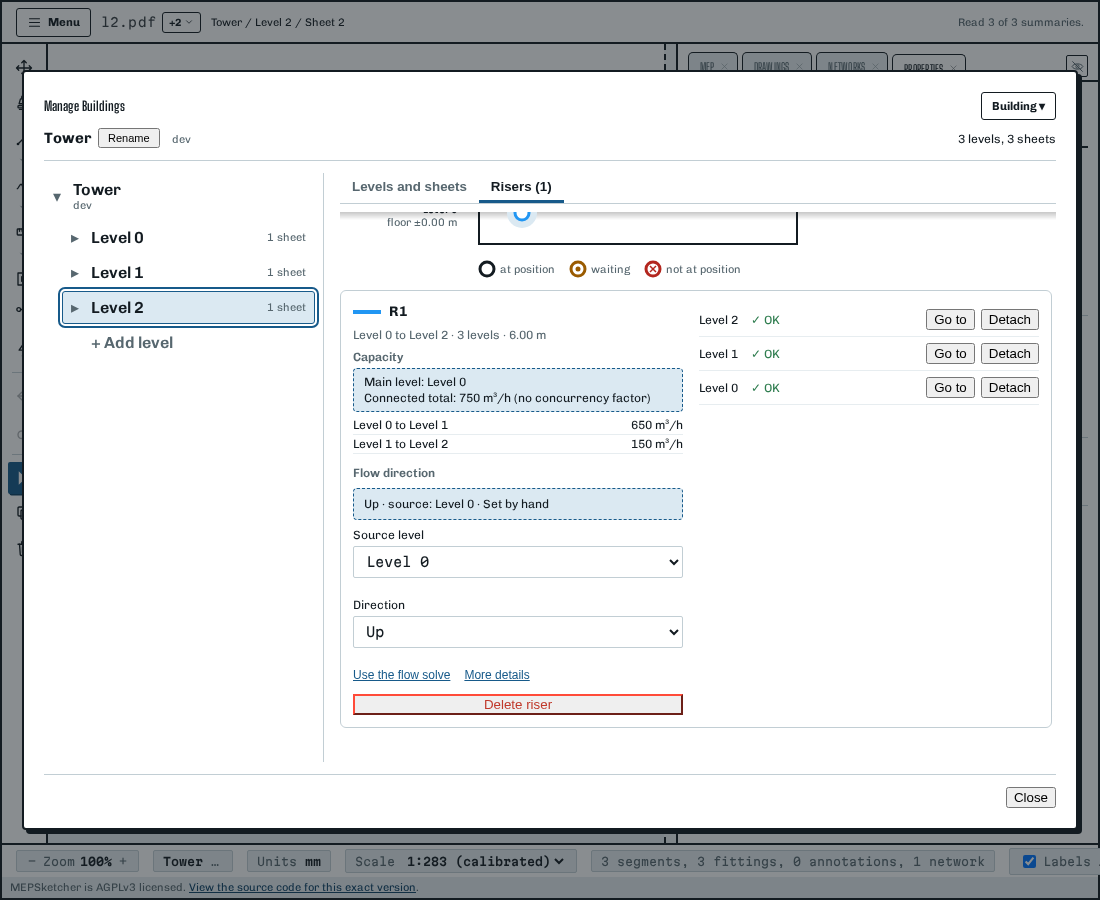 Menu l2.pdf +2 Tower / Level 2 / Sheet 2 Read 3 of 3 summaries.
MEP DRAWINGS NETWORKS PROPERTIES
Manage Buildings Building ▾
Tower Rename dev 3 levels, 3 sheets
▼ Tower
dev
▶ Level 0 1 sheet
▶ Level 1 1 sheet
▶ Level 2 1 sheet
+ Add level
Levels and sheets Risers (1)
floor ±0.00 m
at position waiting not at position
R1
Level 0 to Level 2 · 3 levels · 6.00 m
Capacity
Main level: Level 0
Connected total: 750 m³/h (no concurrency factor)
Level 0 to Level 1 650 m³/h
Level 1 to Level 2 150 m³/h
Flow direction
Up · source: Level 0 · Set by hand
Source level
Level 0
Direction
Up
Use the flow solve More details
Delete riser
Level 2 ✓ OK Go to Detach
Level 1 ✓ OK Go to Detach
Level 0 ✓ OK Go to Detach
Close
− Zoom 100% + Tower … Units mm Scale 1:283 (calibrated) 3 segments, 3 fittings, 0 annotations, 1 network Labels
MEPSketcher is AGPLv3 licensed. View the source code for this exact version.